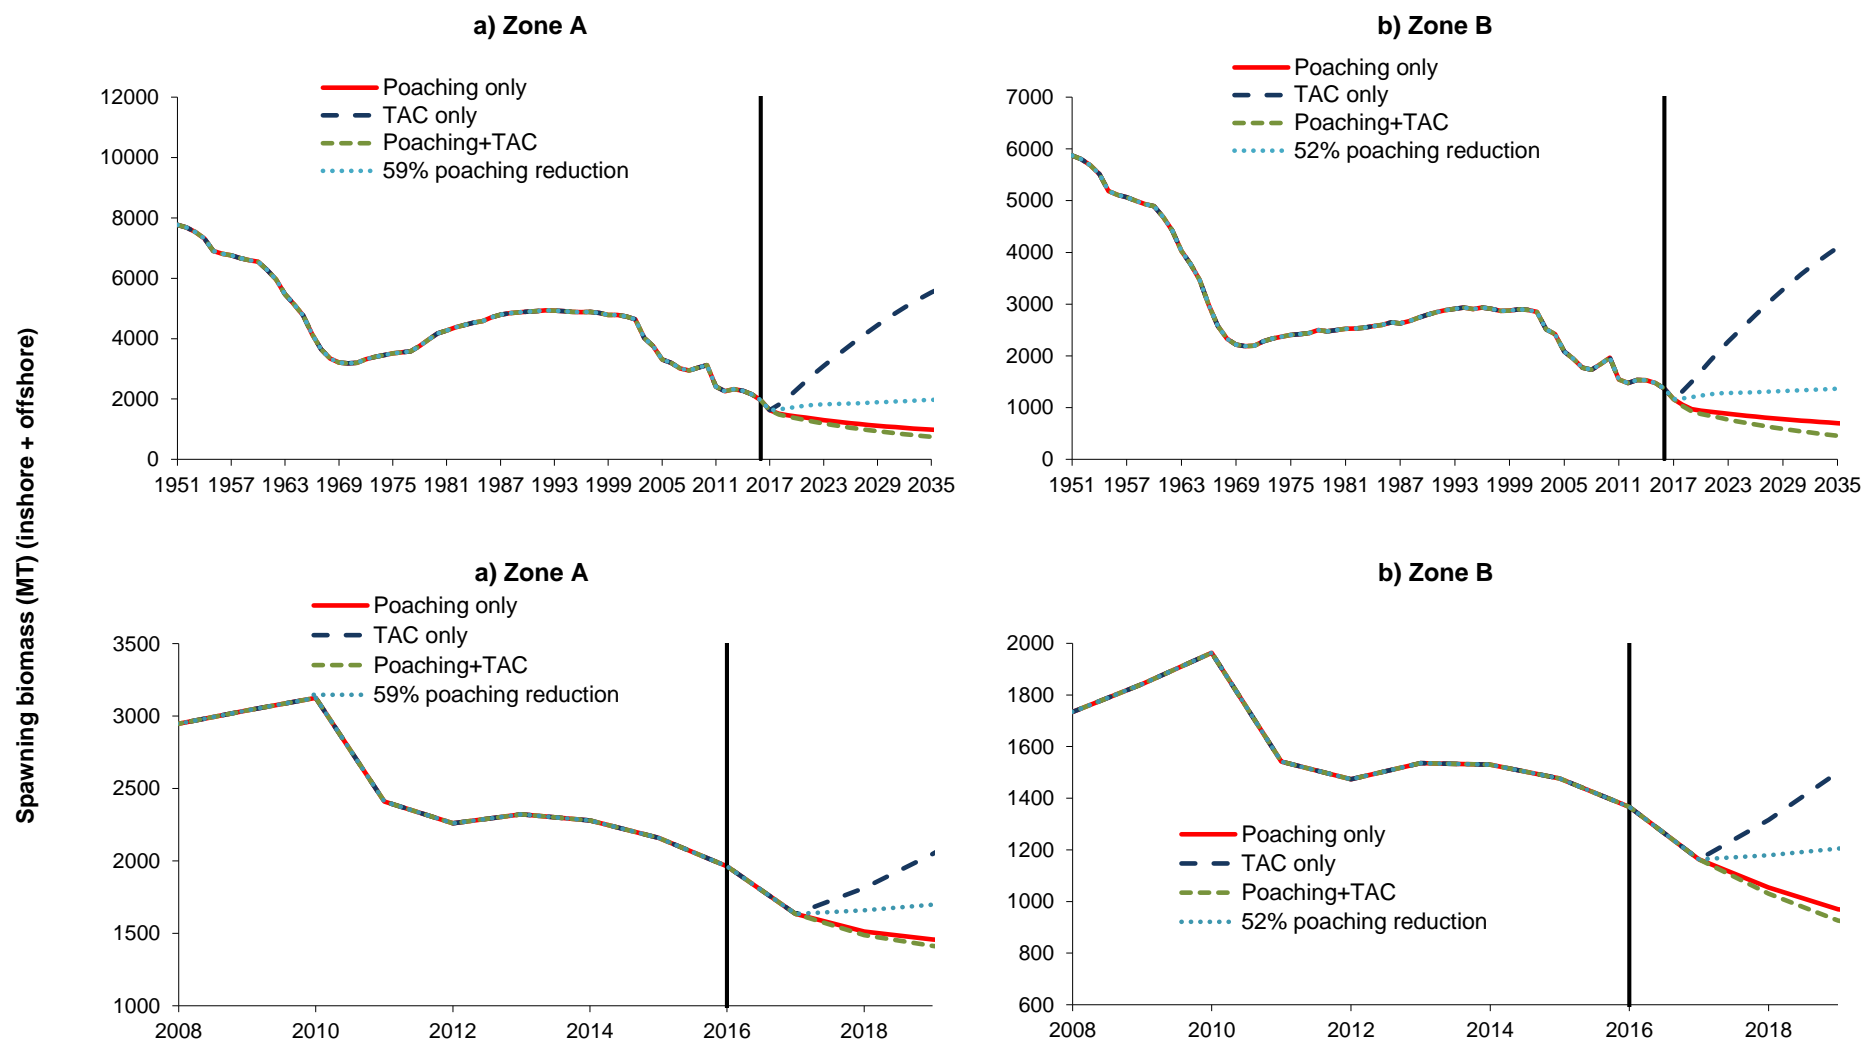 Spawning biomass (MT) (inshore + offshore)
a) Zone A
Poaching only
TAC only
Poaching+TAC
59% poaching reduction
12000
10000
8000
6000
4000
2000
0
1951 1957 1963 1969 1975 1981 1987 1993 1999 2005 2011 2017 2023 2029 2035
b) Zone B
Poaching only
TAC only
Poaching+TAC
52% poaching reduction
7000
6000
5000
4000
3000
2000
1000
0
1951 1957 1963 1969 1975 1981 1987 1993 1999 2005 2011 2017 2023 2029 2035
a) Zone A
Poaching only
TAC only
Poaching+TAC
59% poaching reduction
3500
3000
2500
2000
1500
1000
2008 2010 2012 2014 2016 2018
b) Zone B
2000
1800
1600
1400
1200
1000
800
600
Poaching only
TAC only
Poaching+TAC
52% poaching reduction
2008 2010 2012 2014 2016 2018